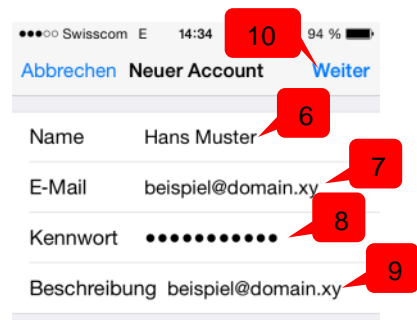 ●●●○○ Swisscom E 14:34 94 %
10
Abbrechen Neuer Account Weiter
6
Name Hans Muster
7
E-Mail beispiel@domain.xy
8
Kennwort ●●●●●●●●●●●
9
Beschreibung beispiel@domain.xy